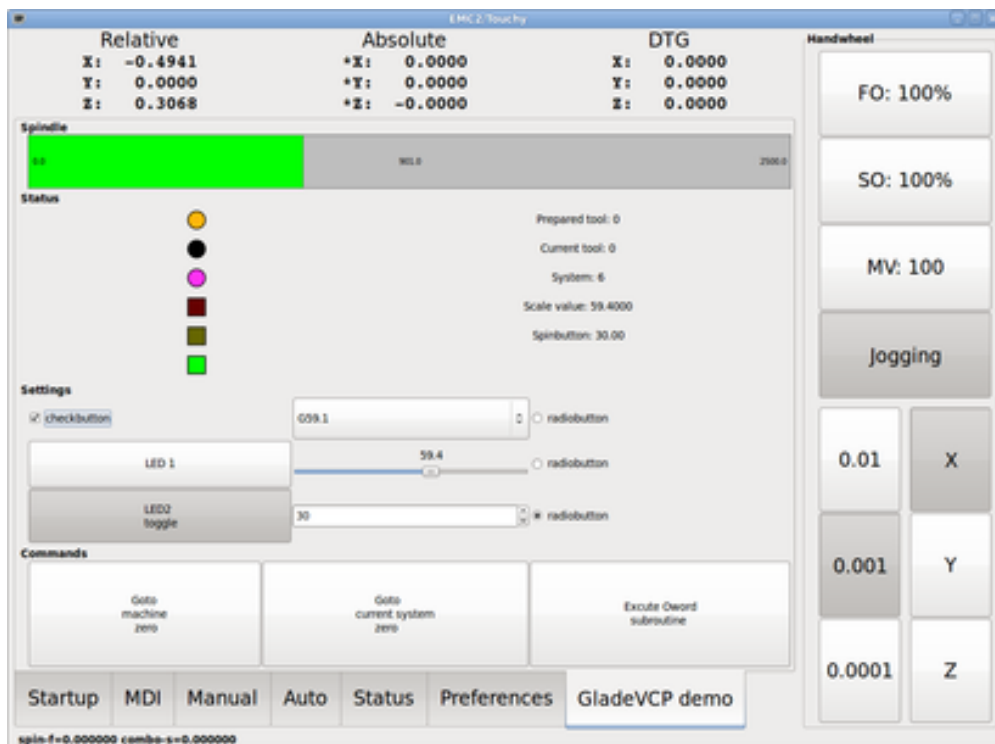 EMC2/Touchy
Relative Absolute DTG
X: -0.4941 *X: 0.0000 X: 0.0000
Y: 0.0000 *Y: 0.0000 Y: 0.0000
Z: 0.3068 *Z: -0.0000 Z: 0.0000
Spindle
0.0 901.0 2500.0
Status
Prepared tool: 0
Current tool: 0
System: 6
Scale value: 59.4000
Spinbutton: 30.00
Settings
checkbutton G59.1 radiobutton
LED 1 59.4 radiobutton
LED2
toggle
30 radiobutton
Commands
Goto
machine
zero
Goto
current system
zero
Excute Oword
subroutine
Startup MDI Manual Auto Status Preferences GladeVCP demo
spin-f=0.000000 combo-s=0.000000
Handwheel
FO: 100%
SO: 100%
MV: 100
Jogging
0.01 X
0.001 Y
0.0001 Z